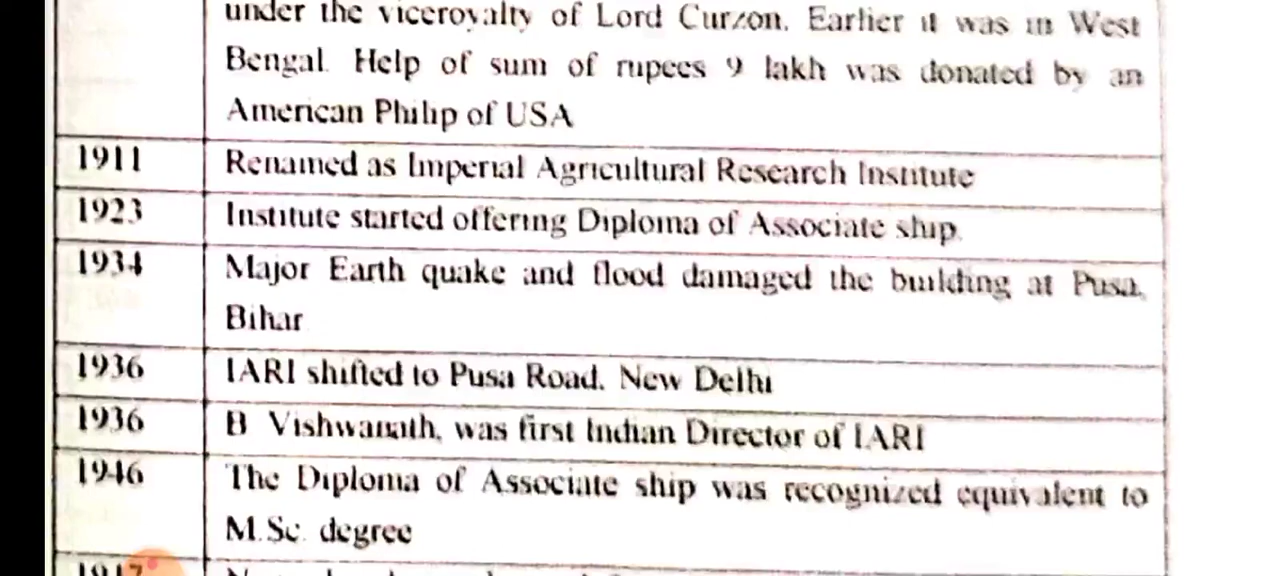 under the viceroyalty of Lord Curzon. Earlier it was in West
Bengal. Help of sum of rupees 9 lakh was donated by an
American Philip of USA
1911 Renamed as Imperial Agricultural Research Institute
1923 Institute started offering Diploma of Associate ship.
1934 Major Earth quake and flood damaged the building at Pusa,
Bihar
1936 IARI shifted to Pusa Road, New Delhi
1936 B Vishwanath, was first Indian Director of IARI
1946 The Diploma of Associate ship was recognized equivalent to
M.Sc. degree
1947